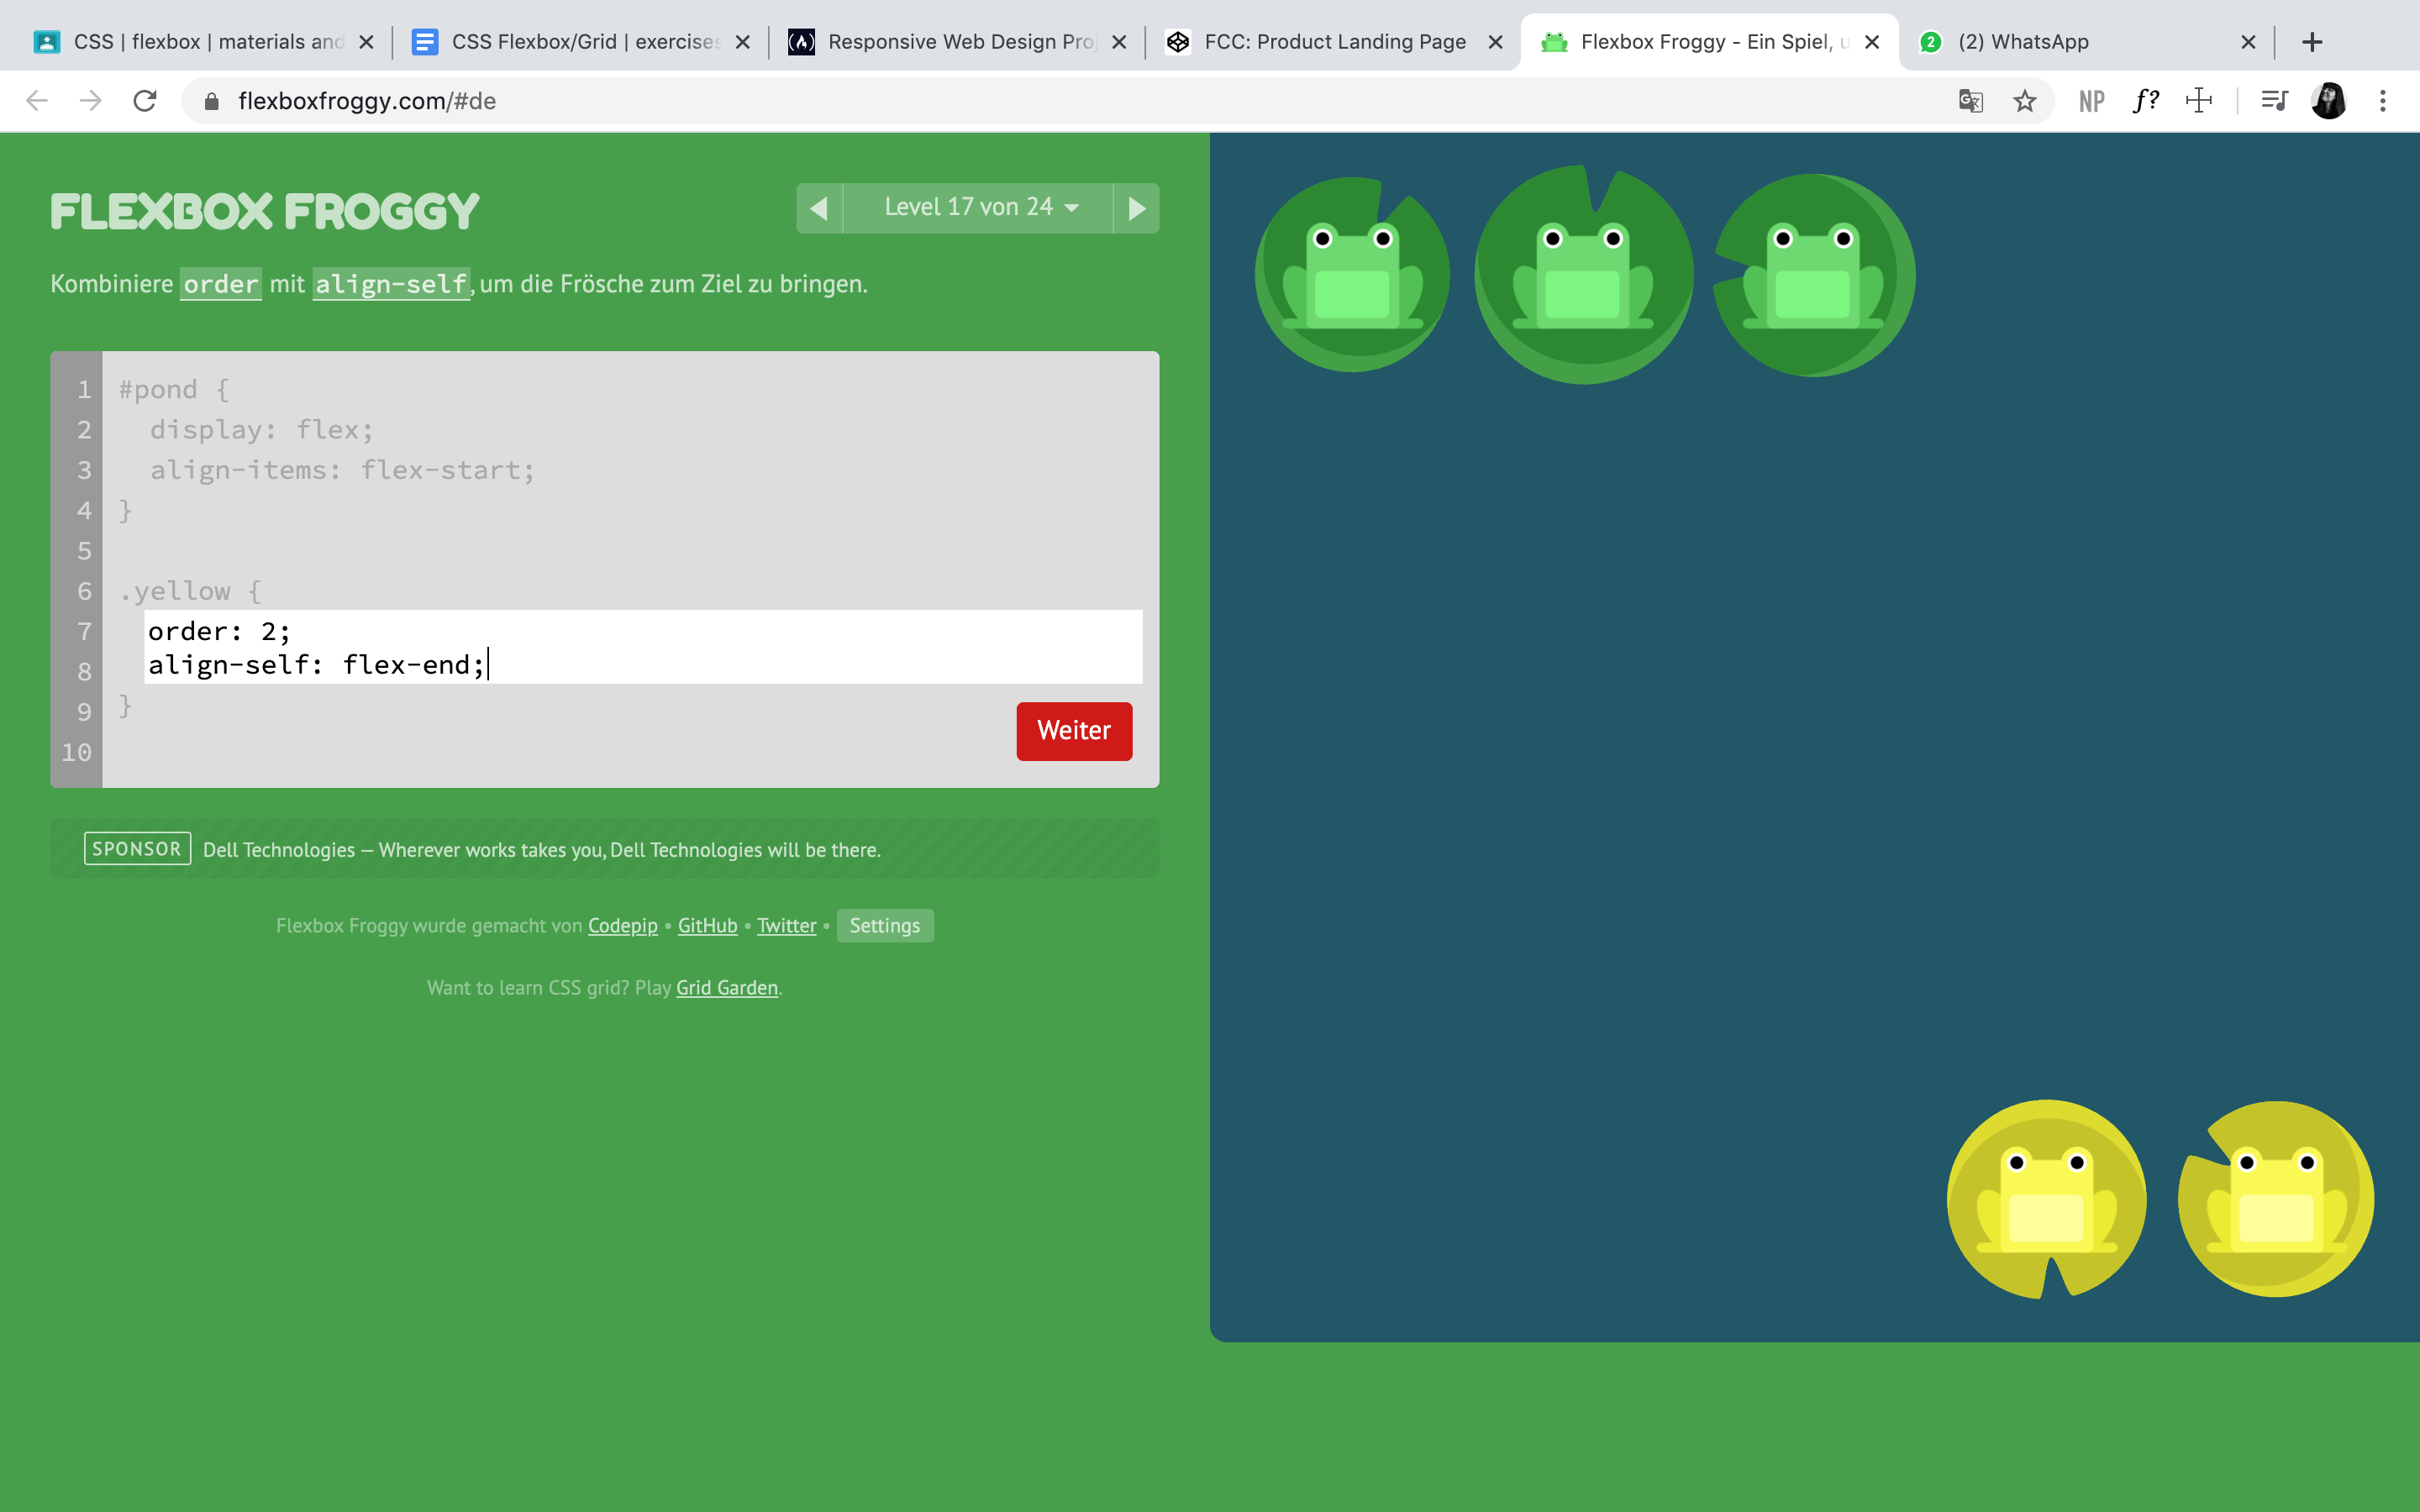 CSS | flexbox | materials and
CSS Flexbox/Grid | exercises
Responsive Web Design Proj
FCC: Product Landing Page
Flexbox Froggy - Ein Spiel, u
2
(2) WhatsApp
flexboxfroggy.com/#de
NP
f?
FLEXBOX FROGGY
Level 17 von 24
Kombiniere order mit align-self, um die Frösche zum Ziel zu bringen.
1 #pond {
2 display: flex;
3 align-items: flex-start;
4 }
5
6 .yellow {
7 order: 2;
8 align-self: flex-end;
9 }
10
Weiter
SPONSOR Dell Technologies — Wherever works takes you, Dell Technologies will be there.
Flexbox Froggy wurde gemacht von Codepip • GitHub • Twitter • Settings
Want to learn CSS grid? Play Grid Garden.